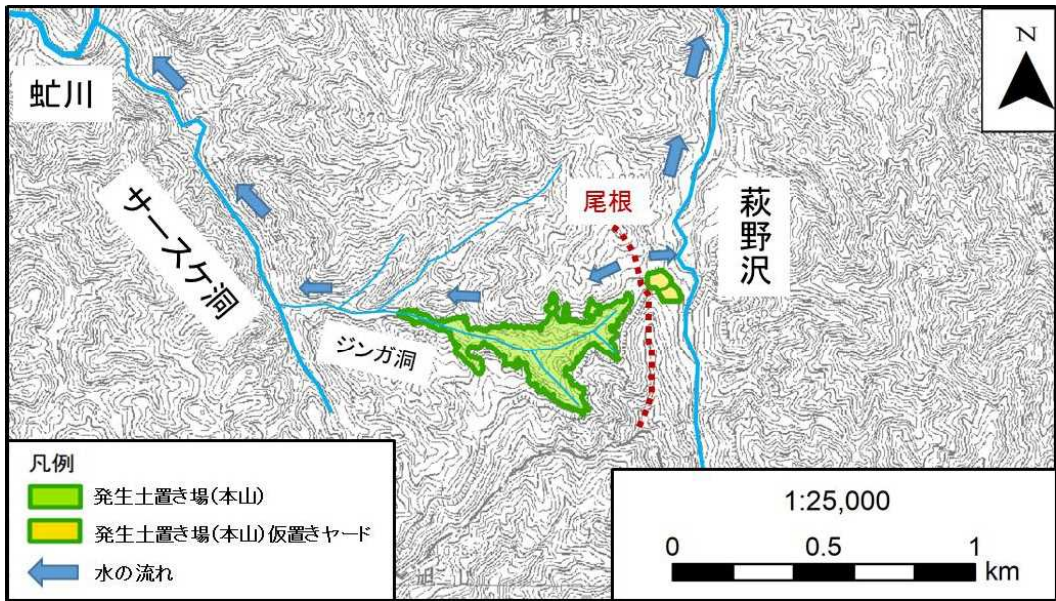 N
虻川
サースケ洞
尾根
萩野沢
ジンガ洞
凡例
発生土置き場(本山)
発生土置き場(本山)仮置きヤード
水の流れ
1:25,000
0 0.5 1
km